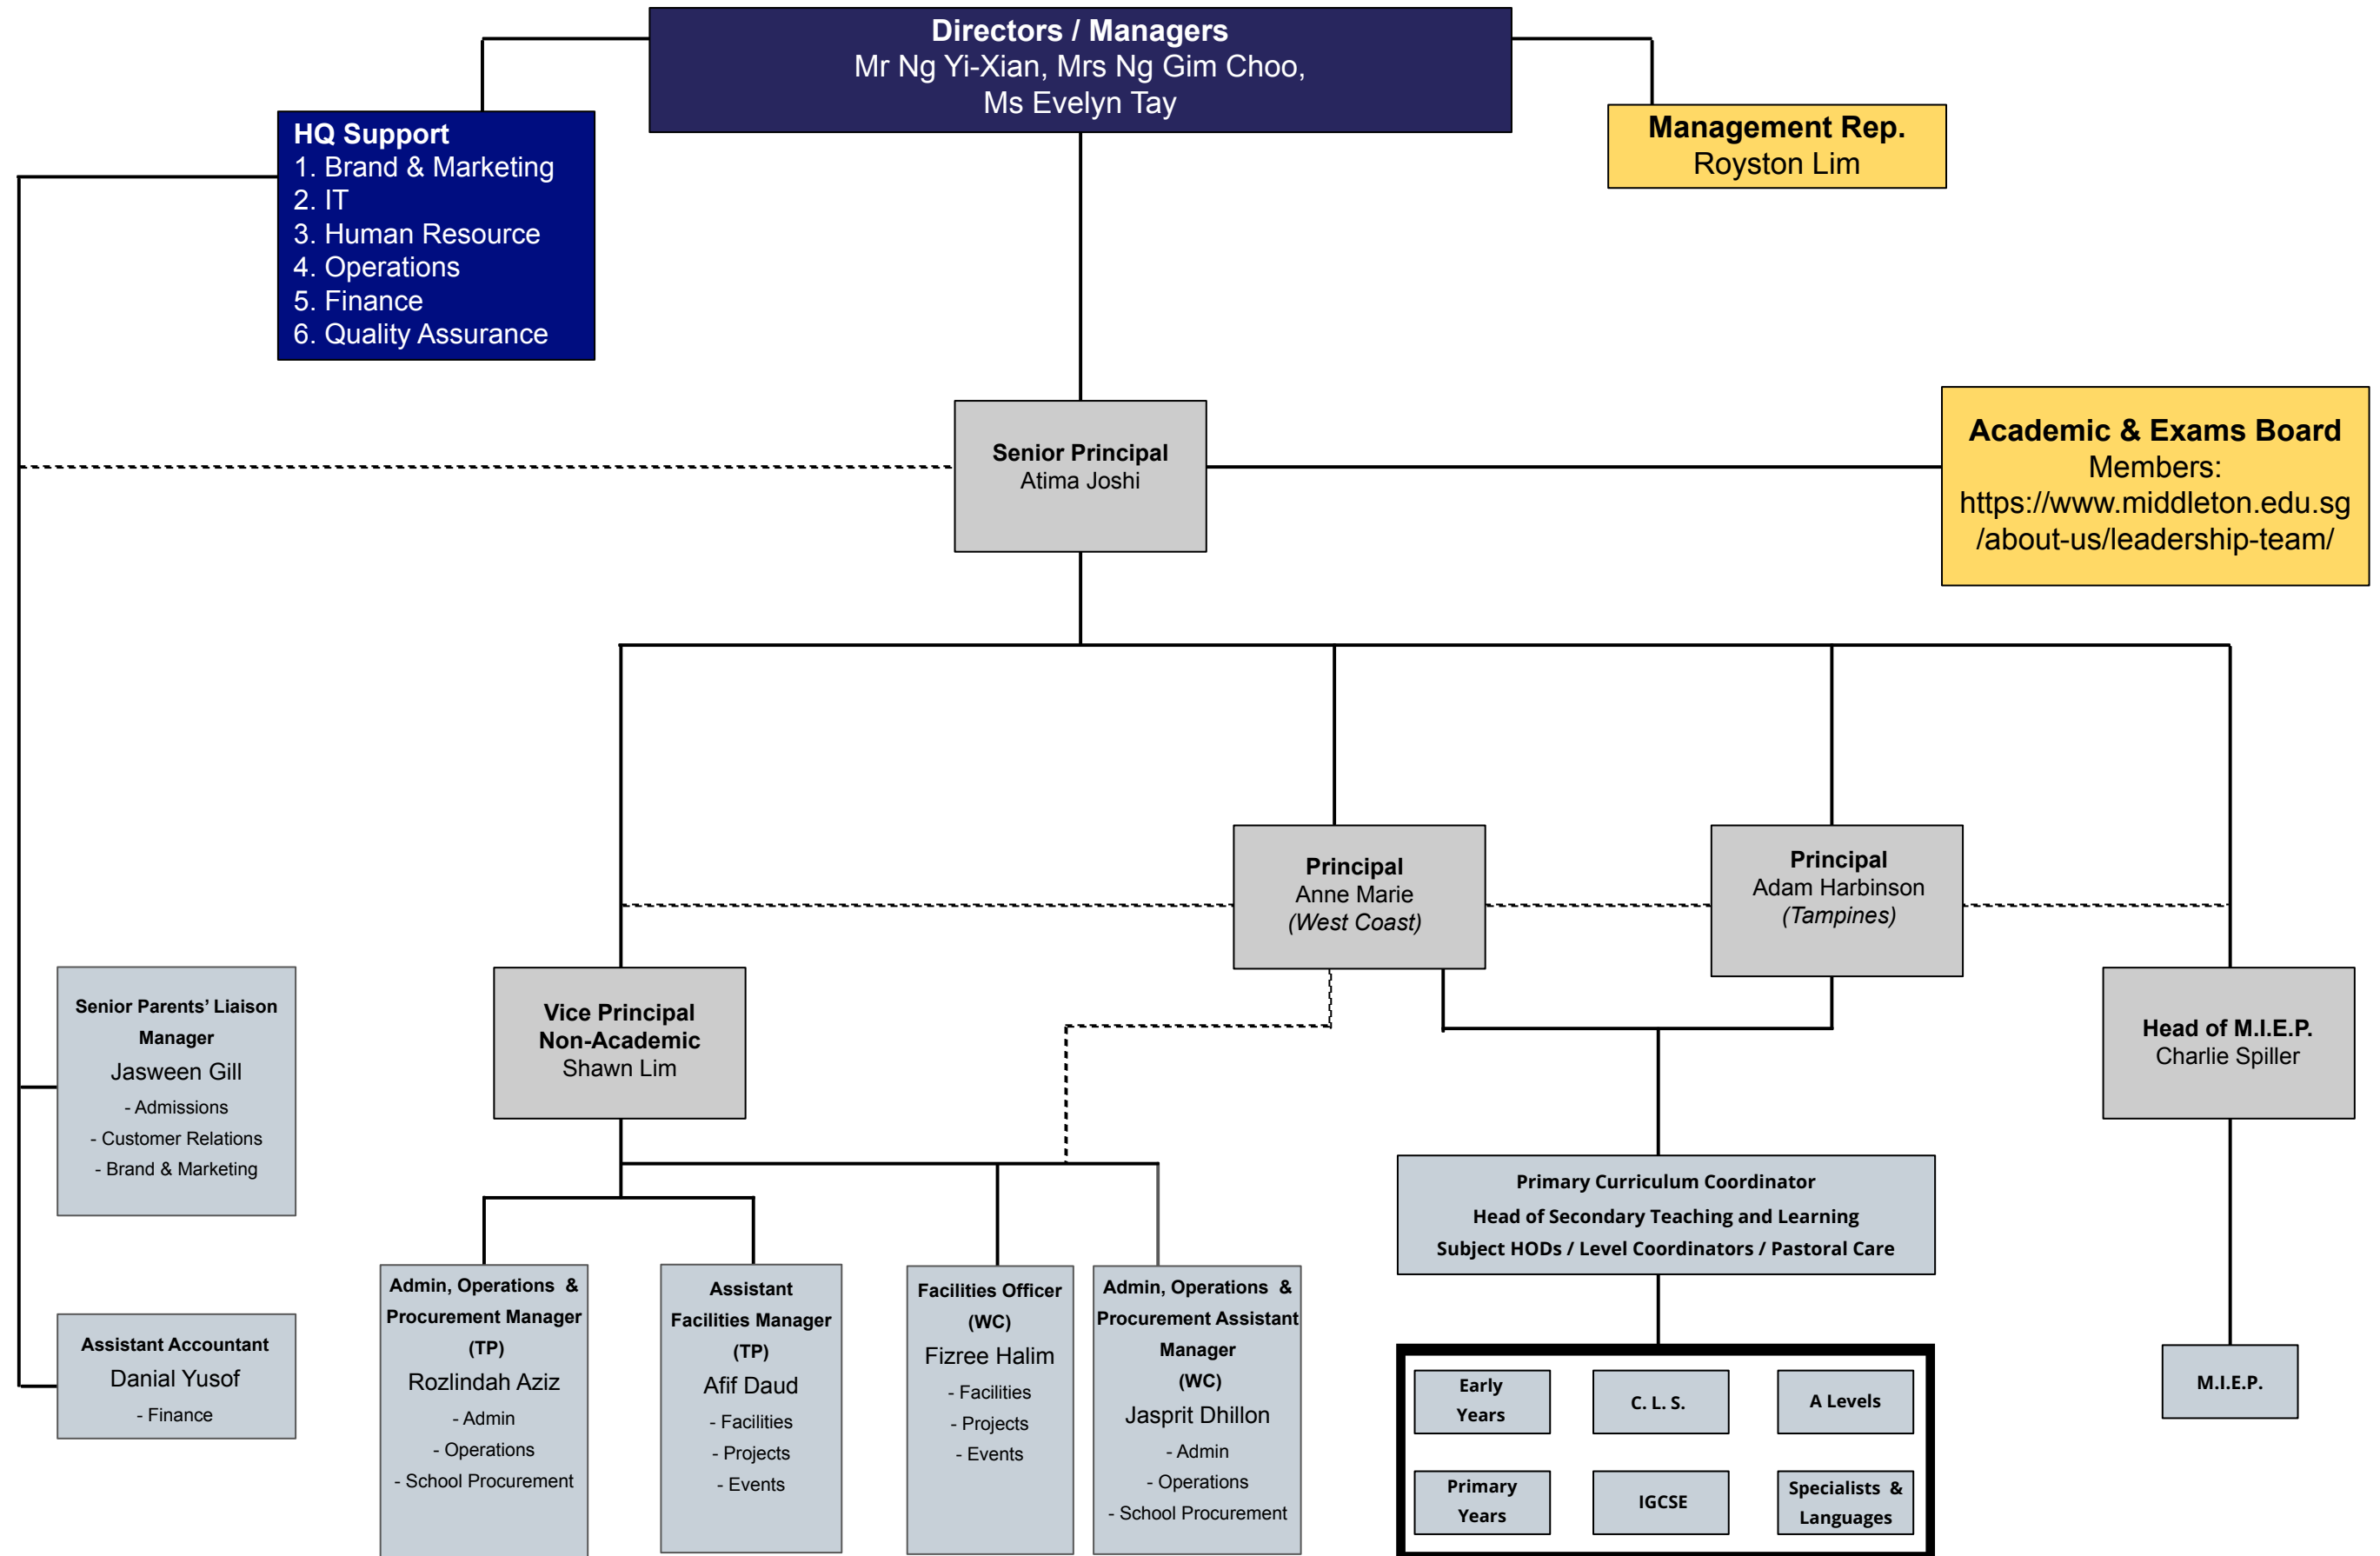 Directors / Managers
Mr Ng Yi-Xian, Mrs Ng Gim Choo,
Ms Evelyn Tay
HQ Support
1. Brand & Marketing
2. IT
3. Human Resource
4. Operations
5. Finance
6. Quality Assurance
Management Rep.
Royston Lim
Senior Principal
Atima Joshi
Academic & Exams Board
Members:
https://www.middleton.edu.sg
/about-us/leadership-team/
Principal
Anne Marie
(West Coast)
Principal
Adam Harbinson
(Tampines)
Senior Parents’ Liaison
Manager
Jasween Gill
- Admissions
- Customer Relations
- Brand & Marketing
Vice Principal
Non-Academic
Shawn Lim
Head of M.I.E.P.
Charlie Spiller
Primary Curriculum Coordinator
Head of Secondary Teaching and Learning
Subject HODs / Level Coordinators / Pastoral Care
Assistant Accountant
Danial Yusof
- Finance
Admin, Operations &
Procurement Manager
(TP)
Rozlindah Aziz
- Admin
- Operations
- School Procurement
Assistant
Facilities Manager
(TP)
Afif Daud
- Facilities
- Projects
- Events
Facilities Officer
(WC)
Fizree Halim
- Facilities
- Projects
- Events
Admin, Operations &
Procurement Assistant
Manager
(WC)
Jasprit Dhillon
- Admin
- Operations
- School Procurement
Early
Years
C. L. S.
A Levels
Primary
Years
IGCSE
Specialists &
Languages
M.I.E.P.